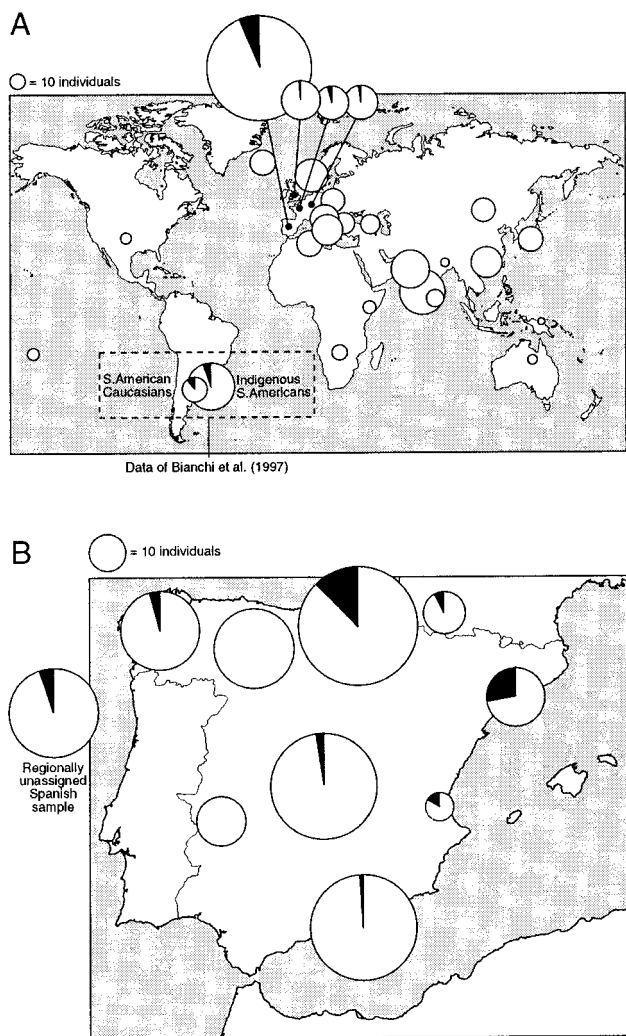 A
= 10 individuals
S.American
Caucasians
Indigenous
S.Americans
Data of Bianchi et al. (1997)
B
= 10 individuals
Regionally
unassigned
Spanish
sample